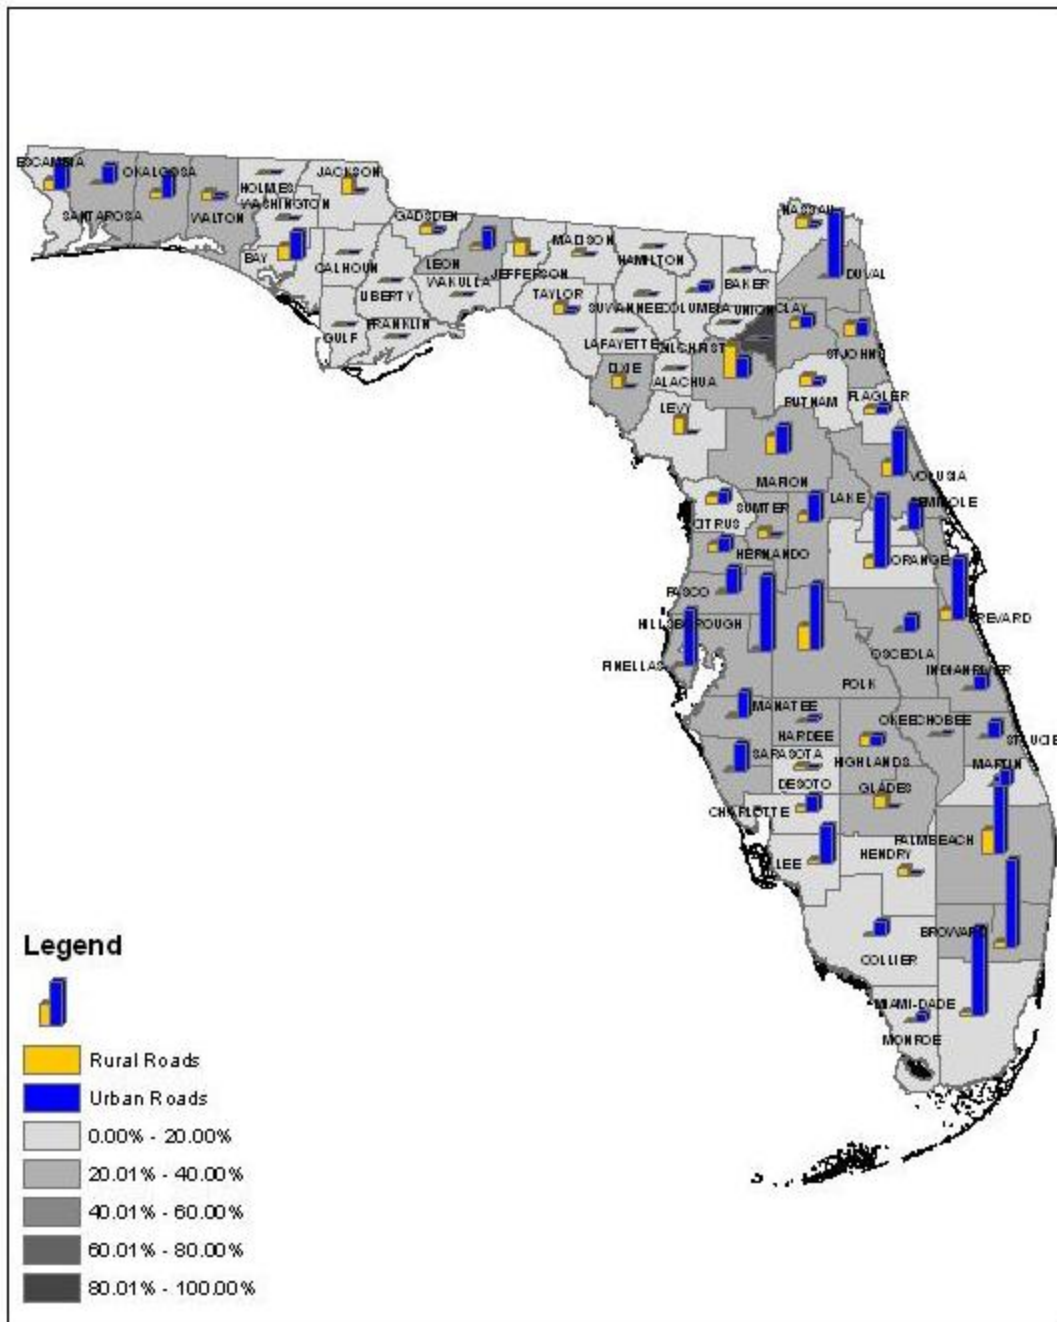 ESCAMBIA
OKALOOSA
HOLMES
JACKSON
WASHINGTON
SANTA ROSA
WALTON
GADSDEN
MADISON
HAMILTON
NASSAU
BAY
CALHOUN
LEON
JEFFERSON
BAKER
DUVAL
LIBERTY
WAKULLA
TAYLOR
SUWANNEE
COLUMBIA
UNION
CLAY
GULF
FRANKLIN
LAFAYETTE
GILCHRIST
ST JOHNS
DIXIE
ALACHUA
PUTNAM
FLAGLER
LEVY
MARION
VOLUSIA
LAKE
SEMINOLE
SUMTER
CITRUS
HERNANDO
ORANGE
PASCO
HILLSBOROUGH
BREVARD
OSCEOLA
PINELLAS
INDIAN RIVER
POLK
MANATEE
OKEECHOBEE
HARDEE
ST LUCIE
SARASOTA
HIGHLANDS
MARTIN
DESOTO
GLADES
CHARLOTTE
PALM BEACH
LEE
HENDRY
BROWARD
COLLIER
MIAMI-DADE
MONROE
Legend
Rural Roads
Urban Roads
0.00% - 20.00%
20.01% - 40.00%
40.01% - 60.00%
60.01% - 80.00%
80.01% - 100.00%